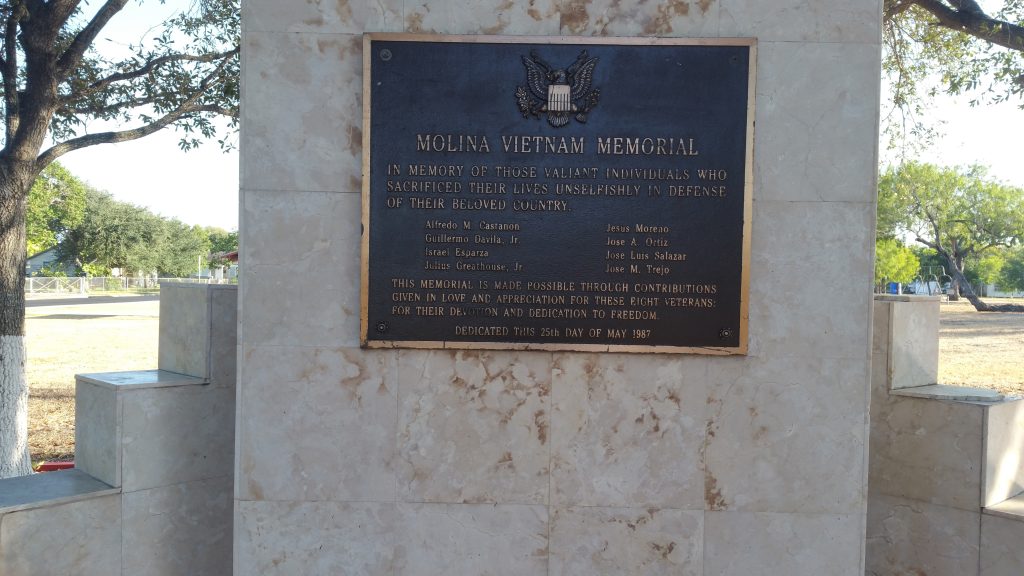 MOLINA VIETNAM MEMORIAL
IN MEMORY OF THOSE VALIANT INDIVIDUALS WHO
SACRIFICED THEIR LIVES UNSELFISHLY IN DEFENSE
OF THEIR BELOVED COUNTRY.
Alfredo M. Castanon
Guillermo Davila, Jr.
Israel Esparza
Julius Greathouse, Jr
Jesus Moreno
Jose A. Ortiz
Jose Luis Salazar
Jose M. Trejo
THIS MEMORIAL IS MADE POSSIBLE THROUGH CONTRIBUTIONS
GIVEN IN LOVE AND APPRECIATION FOR THESE EIGHT VETERANS:
FOR THEIR DEVOTION AND DEDICATION TO FREEDOM.
DEDICATED THIS 25th DAY OF MAY 1987